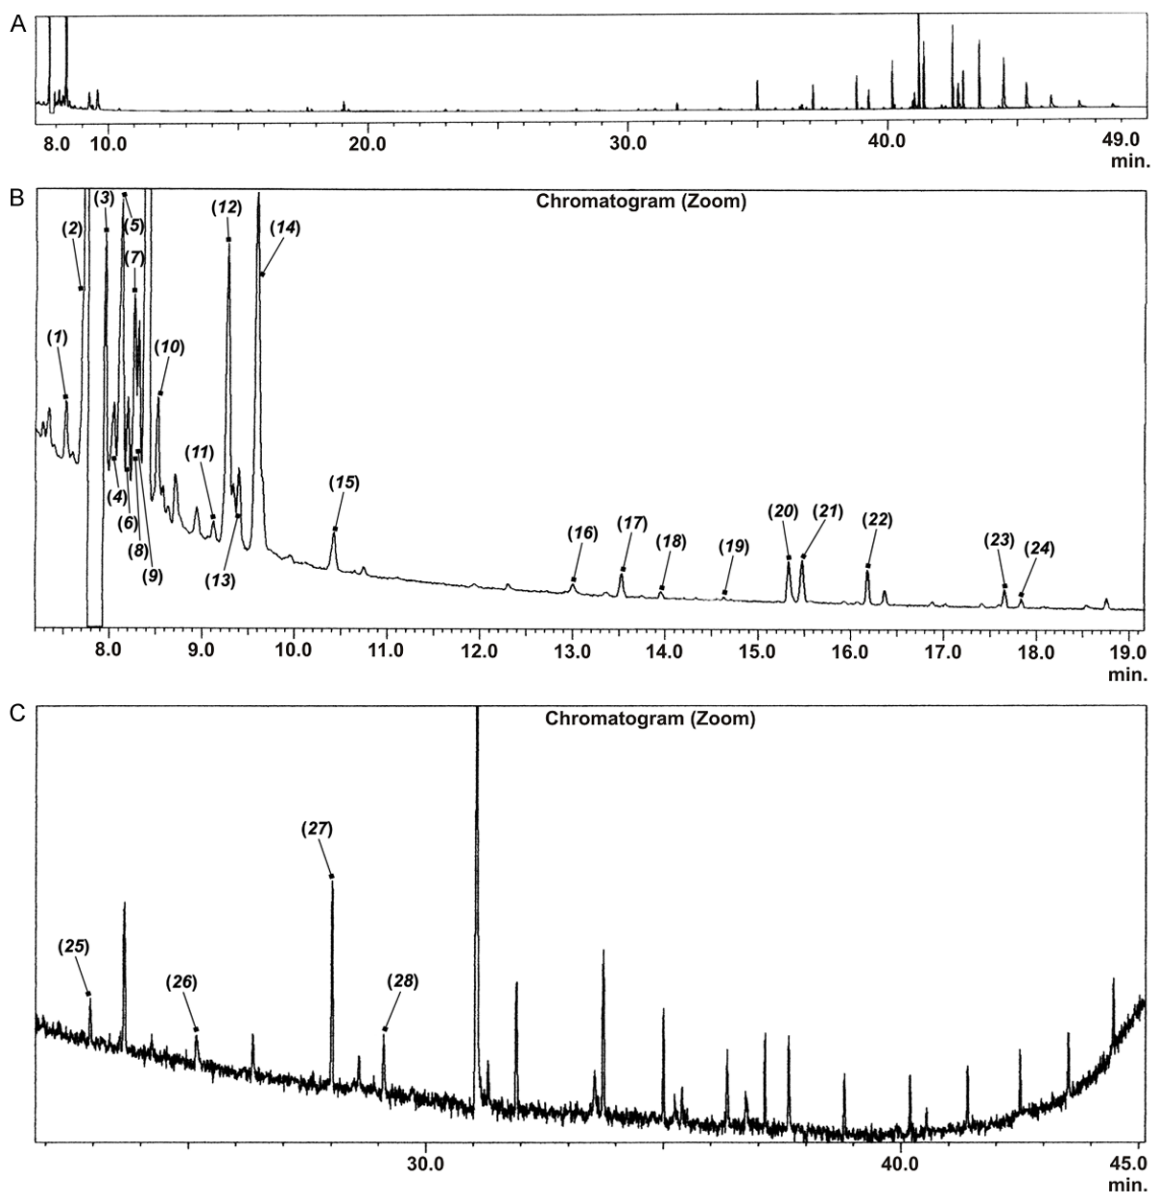 A
8.0 10.0 20.0 30.0 40.0 49.0
min.
B
Chromatogram (Zoom)
(3)
(2)
(5)
(12)
(14)
(7)
(1)
(10)
(11)
(4)
(6)
(8)
(9)
(13)
(15)
(16)
(17)
(18)
(19)
(20)
(21)
(22)
(23)
(24)
8.0 9.0 10.0 11.0 12.0 13.0 14.0 15.0 16.0 17.0 18.0 19.0
min.
C
Chromatogram (Zoom)
(27)
(25)
(26)
(28)
30.0 40.0 45.0
min.